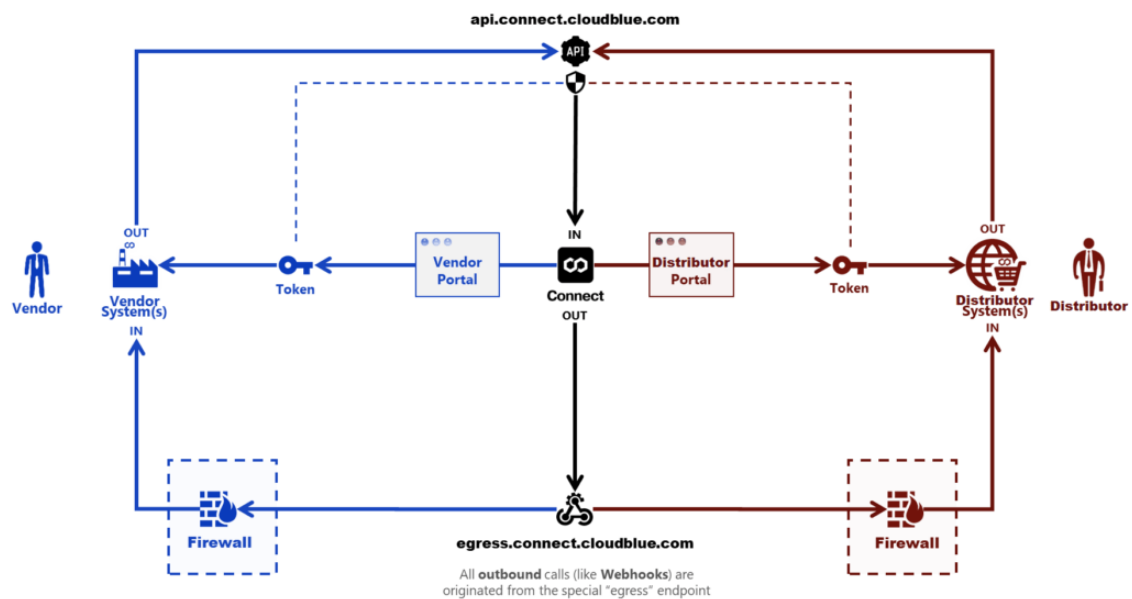 api.connect.cloudblue.com
API
OUT
IN
OUT
Vendor
Portal
Distributor
Portal
Vendor
Token
Connect
Token
Distributor
Vendor
System(s)
Distributor
System(s)
IN
OUT
IN
Firewall
Firewall
egress.connect.cloudblue.com
All outbound calls (like Webhooks) are
originated from the special "egress" endpoint